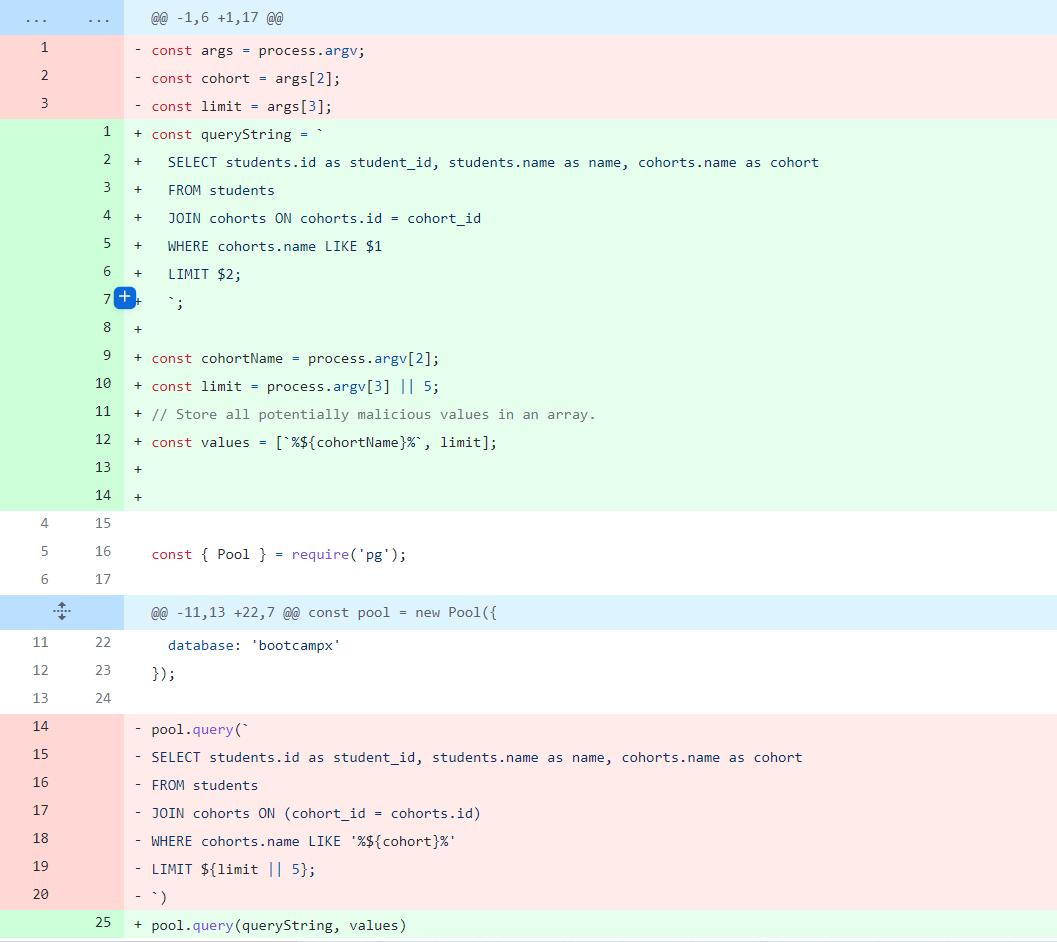 ... ... @@ -1,6 +1,17 @@
1 - const args = process.argv;
2 - const cohort = args[2];
3 - const limit = args[3];
1 + const queryString = `
2 +   SELECT students.id as student_id, students.name as name, cohorts.name as cohort
3 +   FROM students
4 +   JOIN cohorts ON cohorts.id = cohort_id
5 +   WHERE cohorts.name LIKE $1
6 +   LIMIT $2;
7 +   `;
8 +
9 + const cohortName = process.argv[2];
10 + const limit = process.argv[3] || 5;
11 + // Store all potentially malicious values in an array.
12 + const values = [`%${cohortName}%`, limit];
13 +
14 +
4 15
5 16 const { Pool } = require('pg');
6 17
@@ -11,13 +22,7 @@ const pool = new Pool({
11 22   database: 'bootcampx'
12 23 });
13 24
14 - pool.query(`
15 - SELECT students.id as student_id, students.name as name, cohorts.name as cohort
16 - FROM students
17 - JOIN cohorts ON (cohort_id = cohorts.id)
18 - WHERE cohorts.name LIKE '%${cohort}%'
19 - LIMIT ${limit || 5};
20 - `)
25 + pool.query(queryString, values)